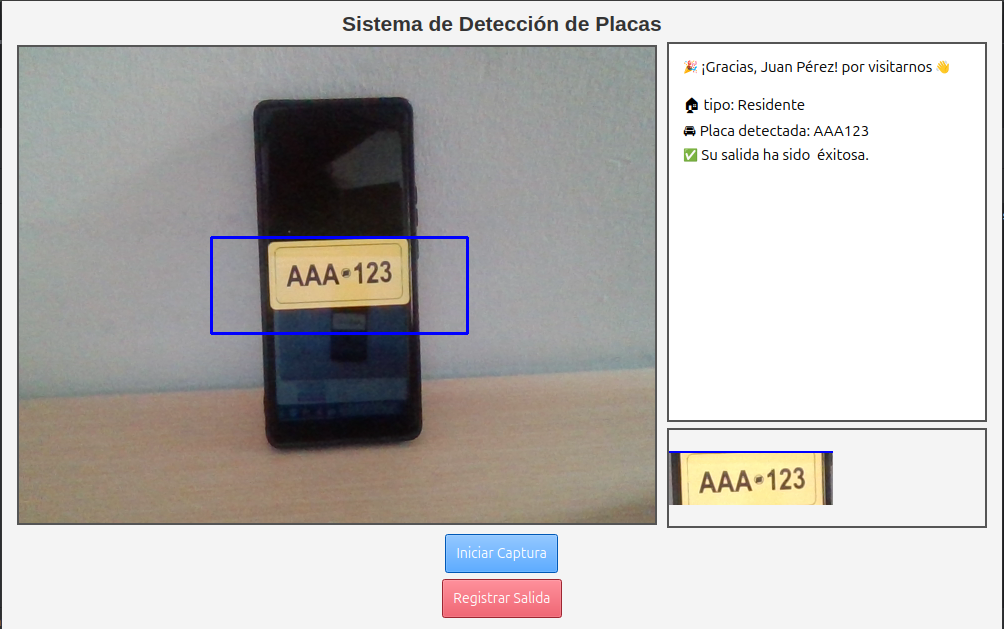 Sistema de Detección de Placas
AAA 123
🎉 ¡Gracias, Juan Pérez! por visitarnos 👋
🏠 tipo: Residente
🚘 Placa detectada: AAA123
✅ Su salida ha sido  éxitosa.
AAA 123
Iniciar Captura
Registrar Salida